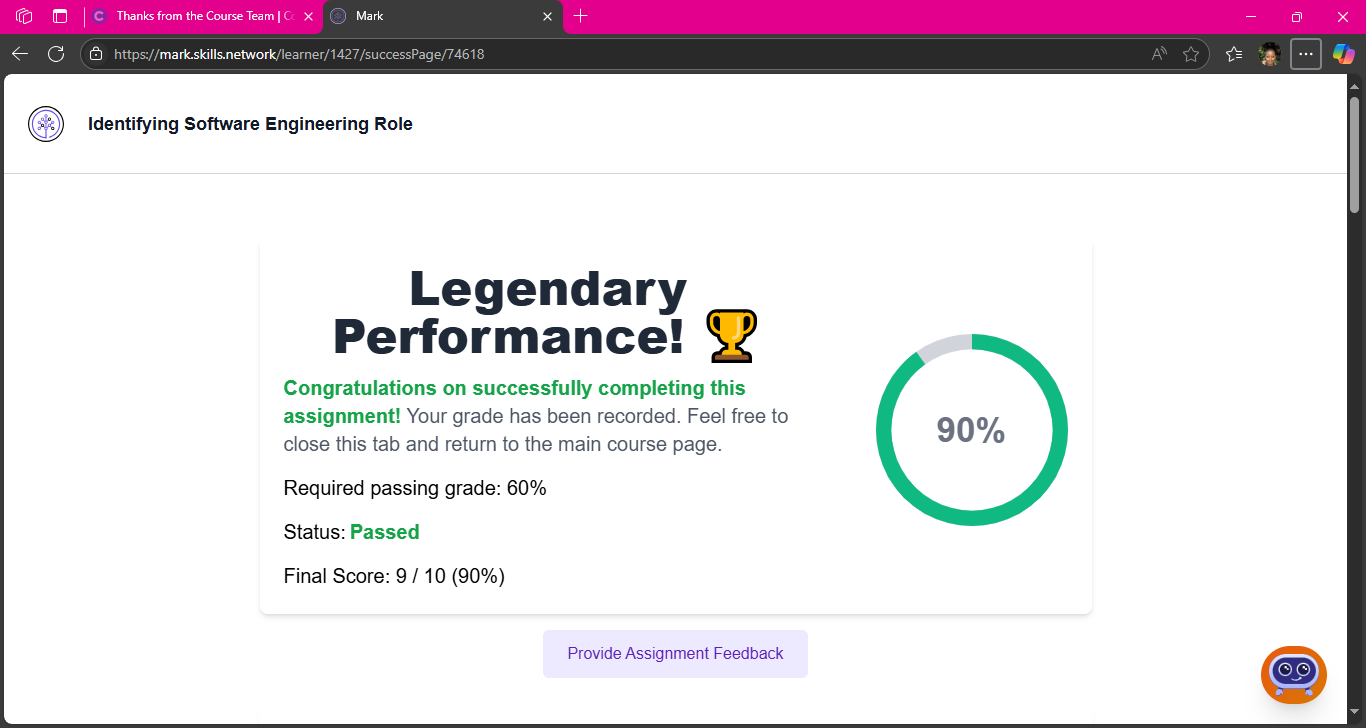 Thanks from the Course Team | Co
Mark
https://mark.skills.network/learner/1427/successPage/74618
Identifying Software Engineering Role
Legendary
Performance! 🏆
Congratulations on successfully completing this
assignment! Your grade has been recorded. Feel free to
close this tab and return to the main course page.
90%
Required passing grade: 60%
Status: Passed
Final Score: 9 / 10 (90%)
Provide Assignment Feedback